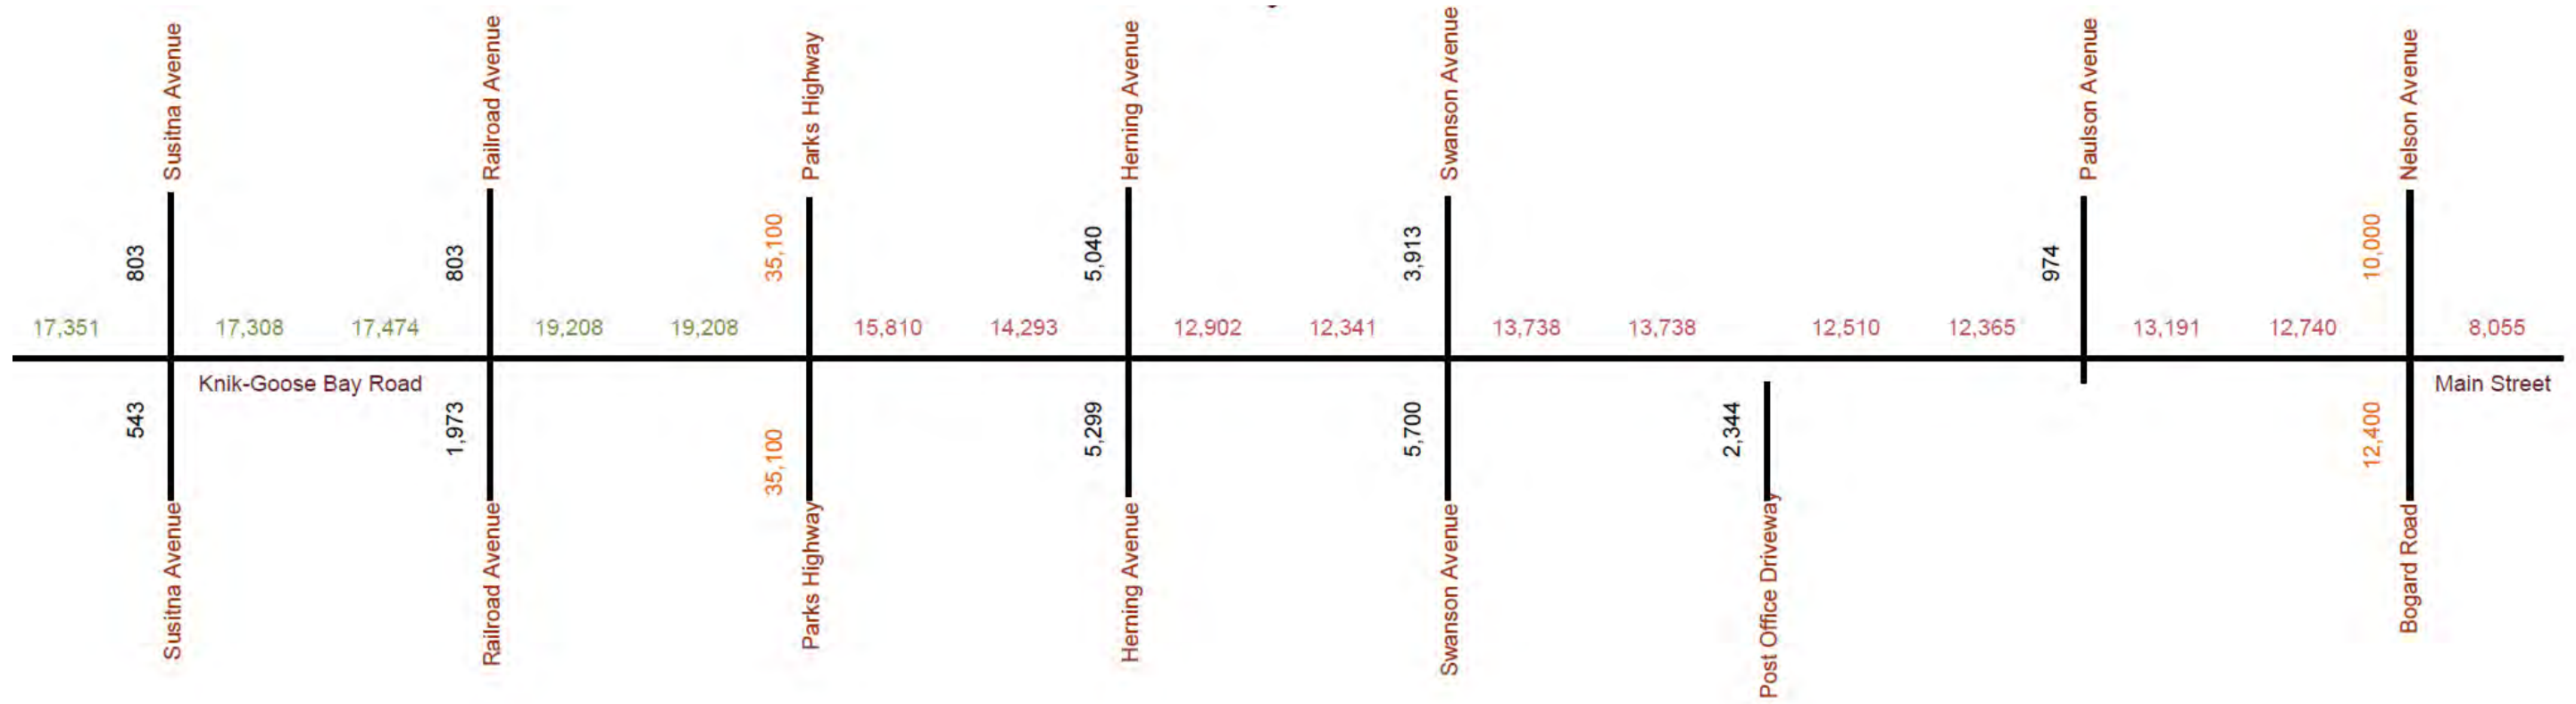 Susitna Avenue
Railroad Avenue
Parks Highway
Herning Avenue
Swanson Avenue
Paulson Avenue
Nelson Avenue
803
803
35,100
5,040
3,913
974
10,000
17,351
17,308
17,474
19,208
19,208
15,810
14,293
12,902
12,341
13,738
13,738
12,510
12,365
13,191
12,740
8,055
Knik-Goose Bay Road
Main Street
543
1,973
35,100
5,299
5,700
2,344
12,400
Susitna Avenue
Railroad Avenue
Parks Highway
Herning Avenue
Swanson Avenue
Post Office Driveway
Bogard Road